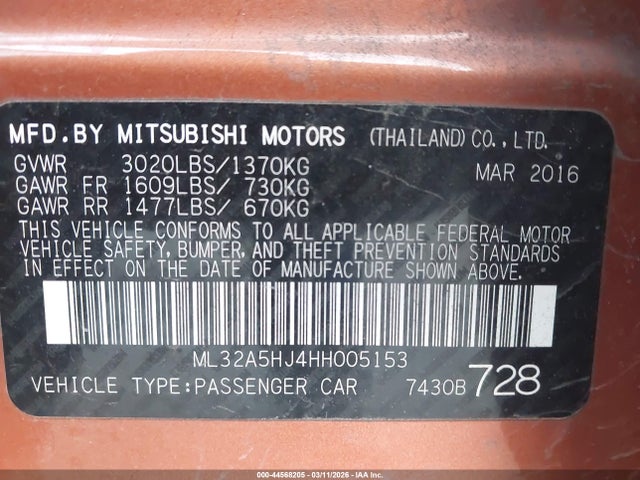 MFD.BY MITSUBISHI MOTORS (THAILAND) CO., LTD.
GVWR 3020LBS/1370KG MAR 2016
GAWR FR 1609LBS/ 730KG
GAWR RR 1477LBS/ 670KG
THIS VEHICLE CONFORMS TO ALL APPLICABLE FEDERAL MOTOR
VEHICLE SAFETY, BUMPER, AND THEFT PREVENTION STANDARDS
IN EFFECT ON THE DATE OF MANUFACTURE SHOWN ABOVE.
ML32A5HJ4HH005153
VEHICLE TYPE:PASSENGER CAR 7430B 728
000-44568205 - 03/11/2026 - IAA Inc.